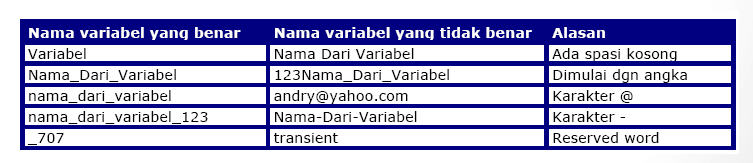 Nama variabel yang benar Nama variabel yang tidak benar Alasan
Variabel Nama Dari Variabel Ada spasi kosong
Nama_Dari_Variabel 123Nama_Dari_Variabel Dimulai dgn angka
nama_dari_variabel andry@yahoo.com Karakter @
nama_dari_variabel_123 Nama-Dari-Variabel Karakter -
_707 transient Reserved word